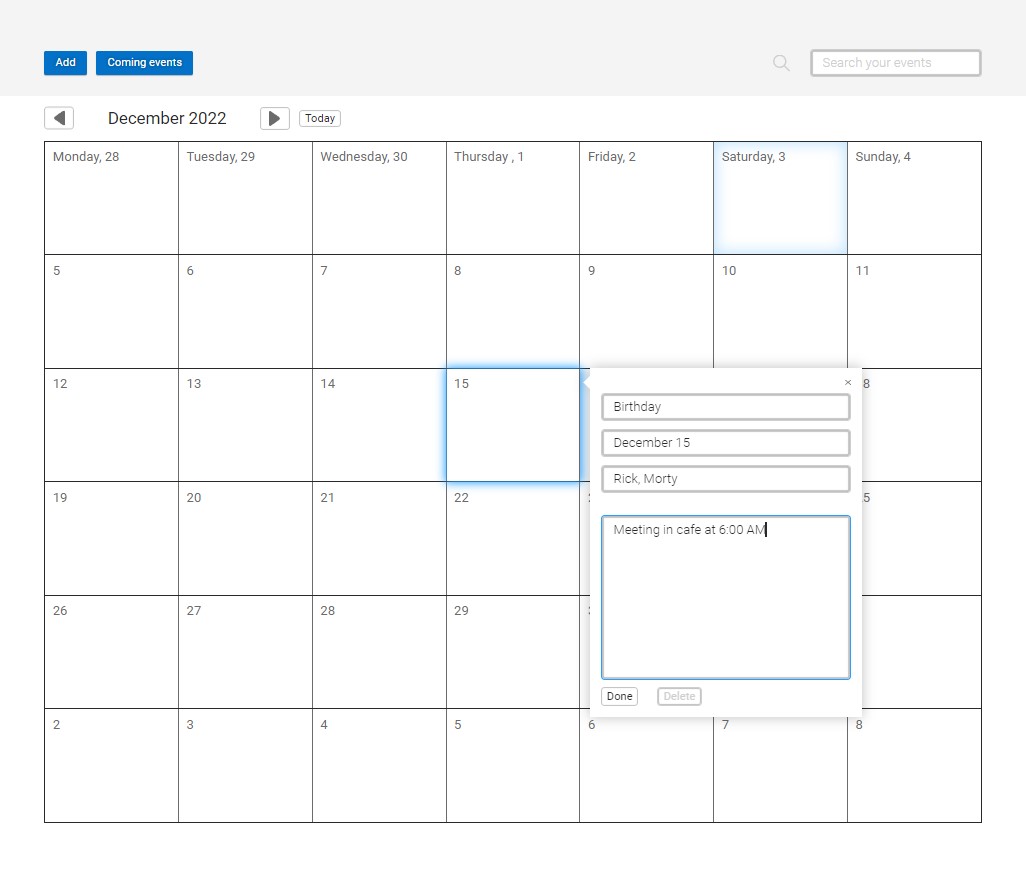 Add Coming events Search your events
December 2022 Today
Monday, 28 Tuesday, 29 Wednesday, 30 Thursday , 1 Friday, 2 Saturday, 3 Sunday, 4
5 6 7 8 9 10 11
12 13 14 15 × 8
Birthday
December 15
Rick, Morty
19 20 21 22 5
Meeting in cafe at 6:00 AM
26 27 28 29
Done Delete
2 3 4 5 6 7 8